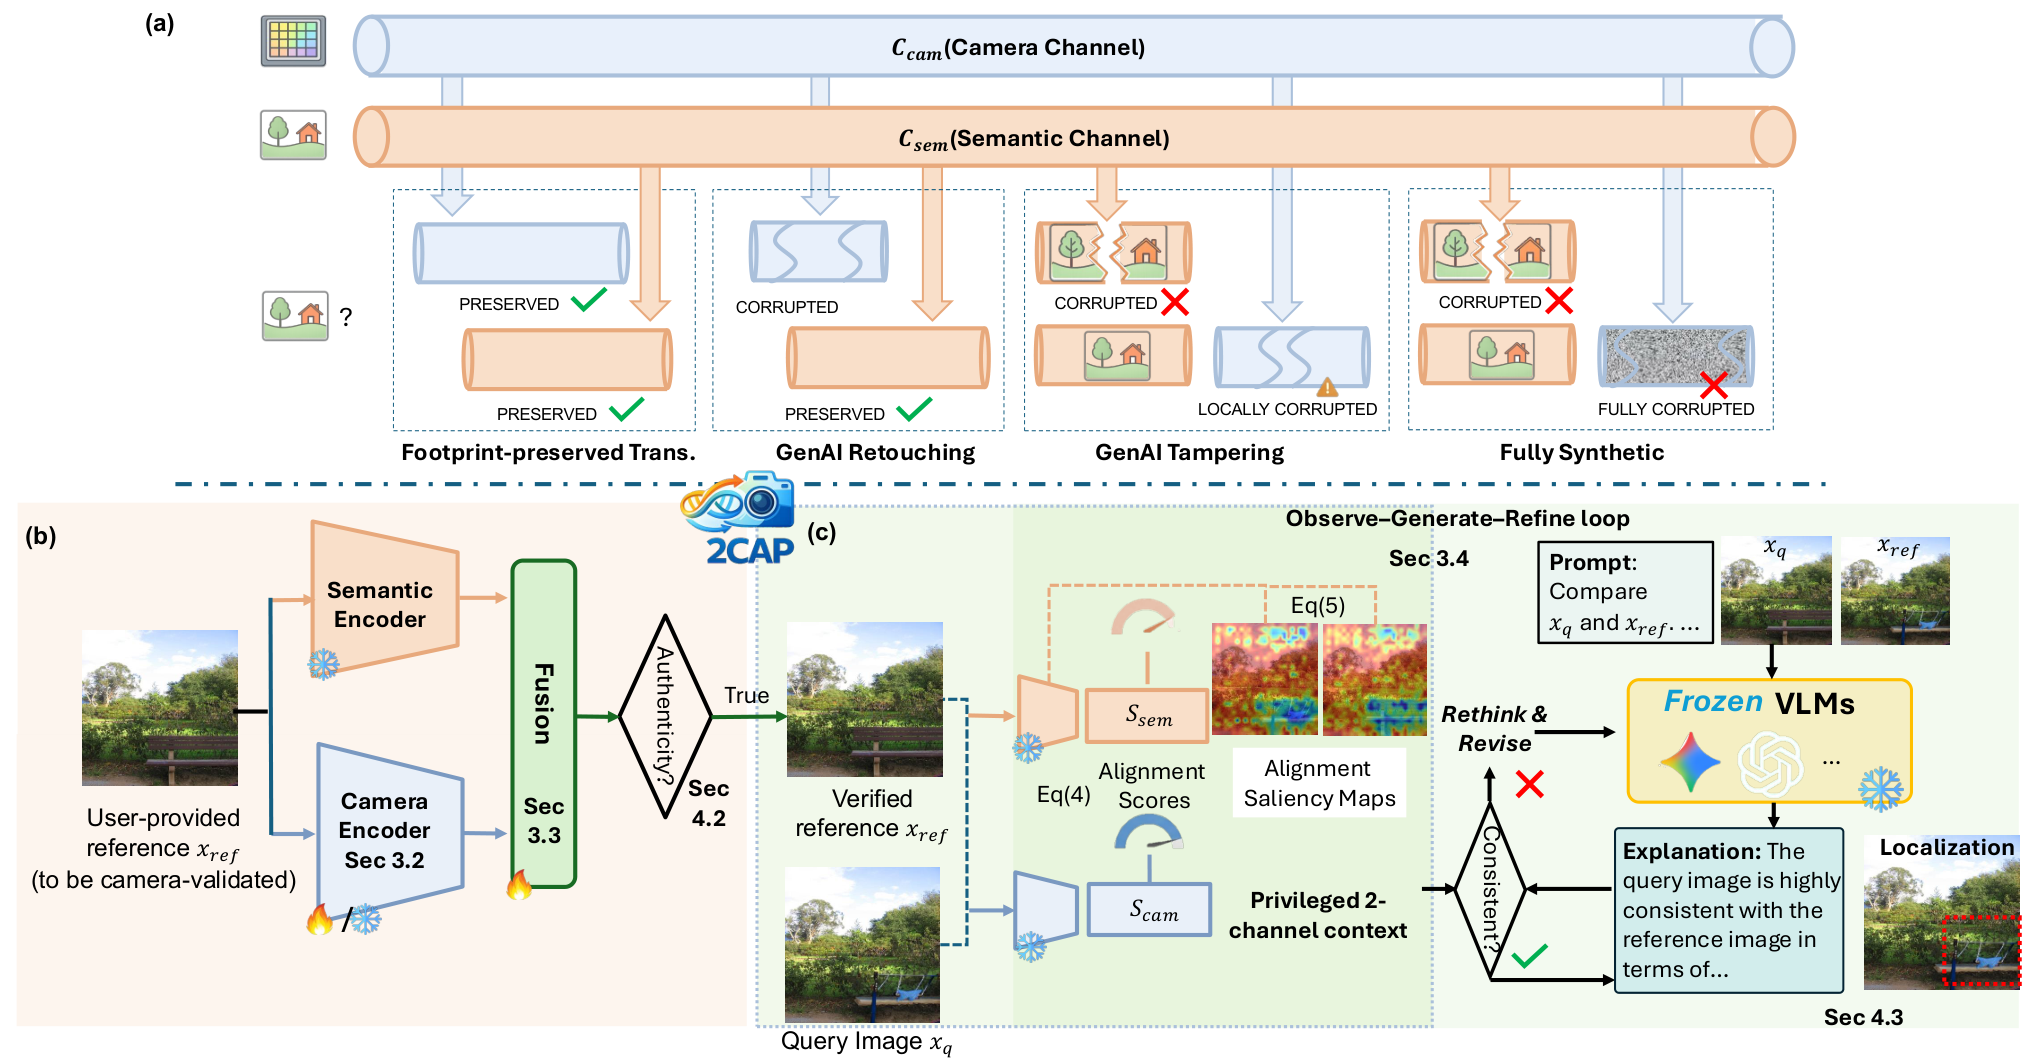 (a)
C_cam(Camera Channel)
C_sem(Semantic Channel)
?
PRESERVED
PRESERVED
Footprint-preserved Trans.
CORRUPTED
PRESERVED
GenAI Retouching
CORRUPTED
LOCALLY CORRUPTED
GenAI Tampering
CORRUPTED
FULLY CORRUPTED
Fully Synthetic
2CAP
(b)
Semantic
Encoder
Camera
Encoder
Sec 3.2
User-provided
reference x_ref
(to be camera-validated)
/
Fusion
Sec
3.3
Authenticity?
Sec
4.2
True
(c)
Verified
reference x_ref
Query Image x_q
Eq(4)
S_sem
Alignment
Scores
S_cam
Eq(5)
Alignment
Saliency Maps
Privileged 2-
channel context
Observe–Generate–Refine loop
Sec 3.4
Prompt:
Compare
x_q and x_ref. ...
x_q
x_ref
Frozen VLMs
...
Rethink &
Revise
Consistent?
Explanation: The
query image is highly
consistent with the
reference image in
terms of...
Localization
Sec 4.3